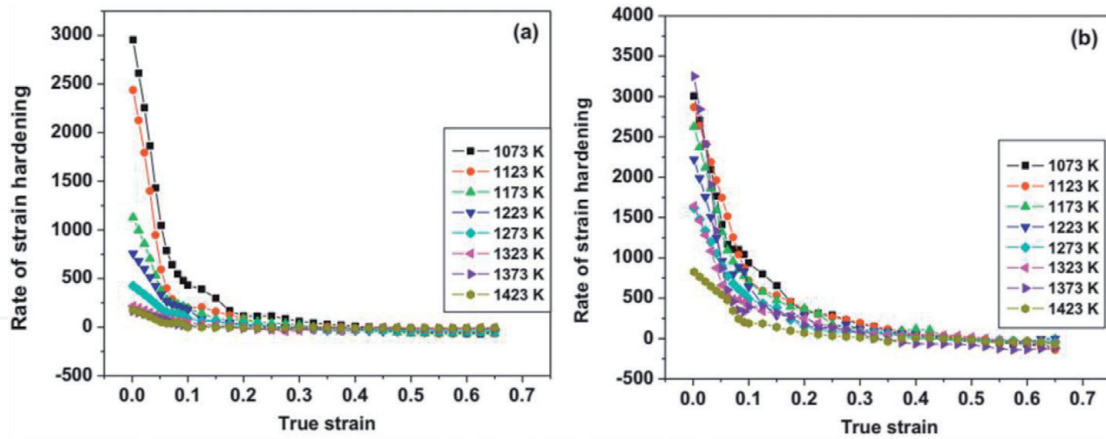 (a)
Rate of strain hardening
3000
2500
2000
1500
1000
500
0
-500
1073 K
1123 K
1173 K
1223 K
1273 K
1323 K
1373 K
1423 K
0.0 0.1 0.2 0.3 0.4 0.5 0.6 0.7
True strain
(b)
Rate of strain hardening
4000
3500
3000
2500
2000
1500
1000
500
0
-500
1073 K
1123 K
1173 K
1223 K
1273 K
1323 K
1373 K
1423 K
0.0 0.1 0.2 0.3 0.4 0.5 0.6 0.7
True strain